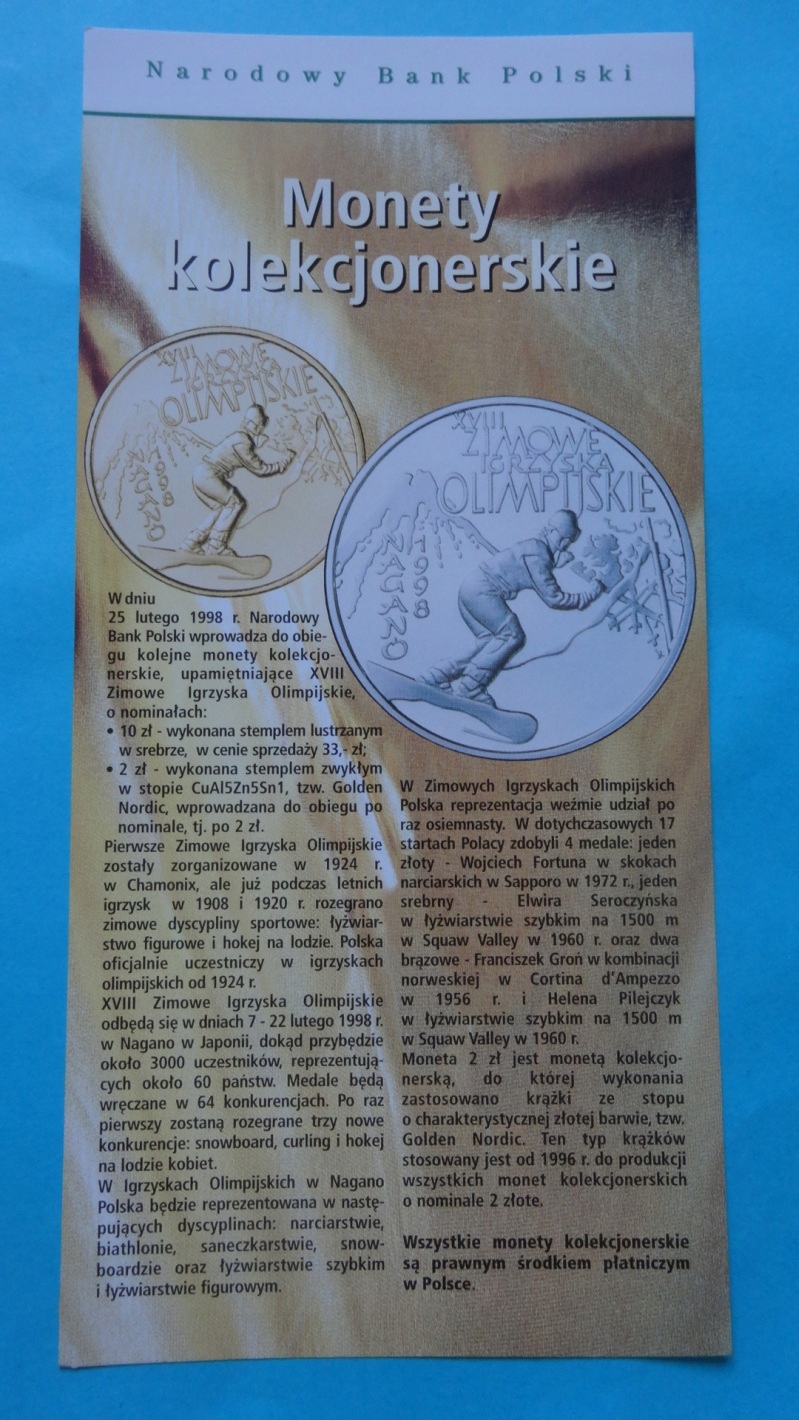 Narodowy Bank Polski
Monety
kolekcjonerskie
XVIII
ZIMOWE
IGRZYSKA
OLIMPIJSKIE
1998
NAGANO
XVIII
ZIMOWE
IGRZYSKA
OLIMPIJSKIE
1998
NAGANO
W dniu
25 lutego 1998 r. Narodowy
Bank Polski wprowadza do obie-
gu kolejne monety kolekcjo-
nerskie, upamiętniające XVIII
Zimowe Igrzyska Olimpijskie,
o nominałach:
• 10 zł - wykonana stemplem lustrzanym
w srebrze, w cenie sprzedaży 33,- zł;
• 2 zł - wykonana stemplem zwykłym
w stopie CuAl5Zn5Sn1, tzw. Golden
Nordic, wprowadzana do obiegu po
nominale, tj. po 2 zł.
Pierwsze Zimowe Igrzyska Olimpijskie
zostały zorganizowane w 1924 r.
w Chamonix, ale już podczas letnich
igrzysk w 1908 i 1920 r. rozegrano
zimowe dyscypliny sportowe: łyżwiar-
stwo figurowe i hokej na lodzie. Polska
oficjalnie uczestniczy w igrzyskach
olimpijskich od 1924 r.
XVIII Zimowe Igrzyska Olimpijskie
odbędą się w dniach 7 - 22 lutego 1998 r.
w Nagano w Japonii, dokąd przybędzie
około 3000 uczestników, reprezentują-
cych około 60 państw. Medale będą
wręczane w 64 konkurencjach. Po raz
pierwszy zostaną rozegrane trzy nowe
konkurencje: snowboard, curling i hokej
na lodzie kobiet.
W Igrzyskach Olimpijskich w Nagano
Polska będzie reprezentowana w nastę-
pujących dyscyplinach: narciarstwie,
biathlonie, saneczkarstwie, snow-
boardzie oraz łyżwiarstwie szybkim
i łyżwiarstwie figurowym.
W Zimowych Igrzyskach Olimpijskich
Polska reprezentacja weźmie udział po
raz osiemnasty. W dotychczasowych 17
startach Polacy zdobyli 4 medale: jeden
złoty - Wojciech Fortuna w skokach
narciarskich w Sapporo w 1972 r., jeden
srebrny - Elwira Seroczyńska
w łyżwiarstwie szybkim na 1500 m
w Squaw Valley w 1960 r. oraz dwa
brązowe - Franciszek Groń w kombinacji
norweskiej w Cortina d'Ampezzo
w 1956 r. i Helena Pilejczyk
w łyżwiarstwie szybkim na 1500 m
w Squaw Valley w 1960 r.
Moneta 2 zł jest monetą kolekcjo-
nerską, do której wykonania
zastosowano krążki ze stopu
o charakterystycznej złotej barwie, tzw.
Golden Nordic. Ten typ krążków
stosowany jest od 1996 r. do produkcji
wszystkich monet kolekcjonerskich
o nominale 2 złote.
Wszystkie monety kolekcjonerskie
są prawnym środkiem płatniczym
w Polsce.